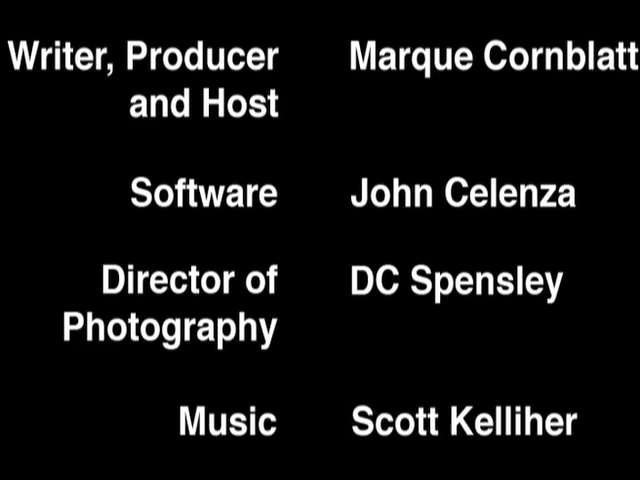 Writer, Producer Marque Cornblatt
and Host
Software John Celenza
Director of DC Spensley
Photography
Music Scott Kelliher